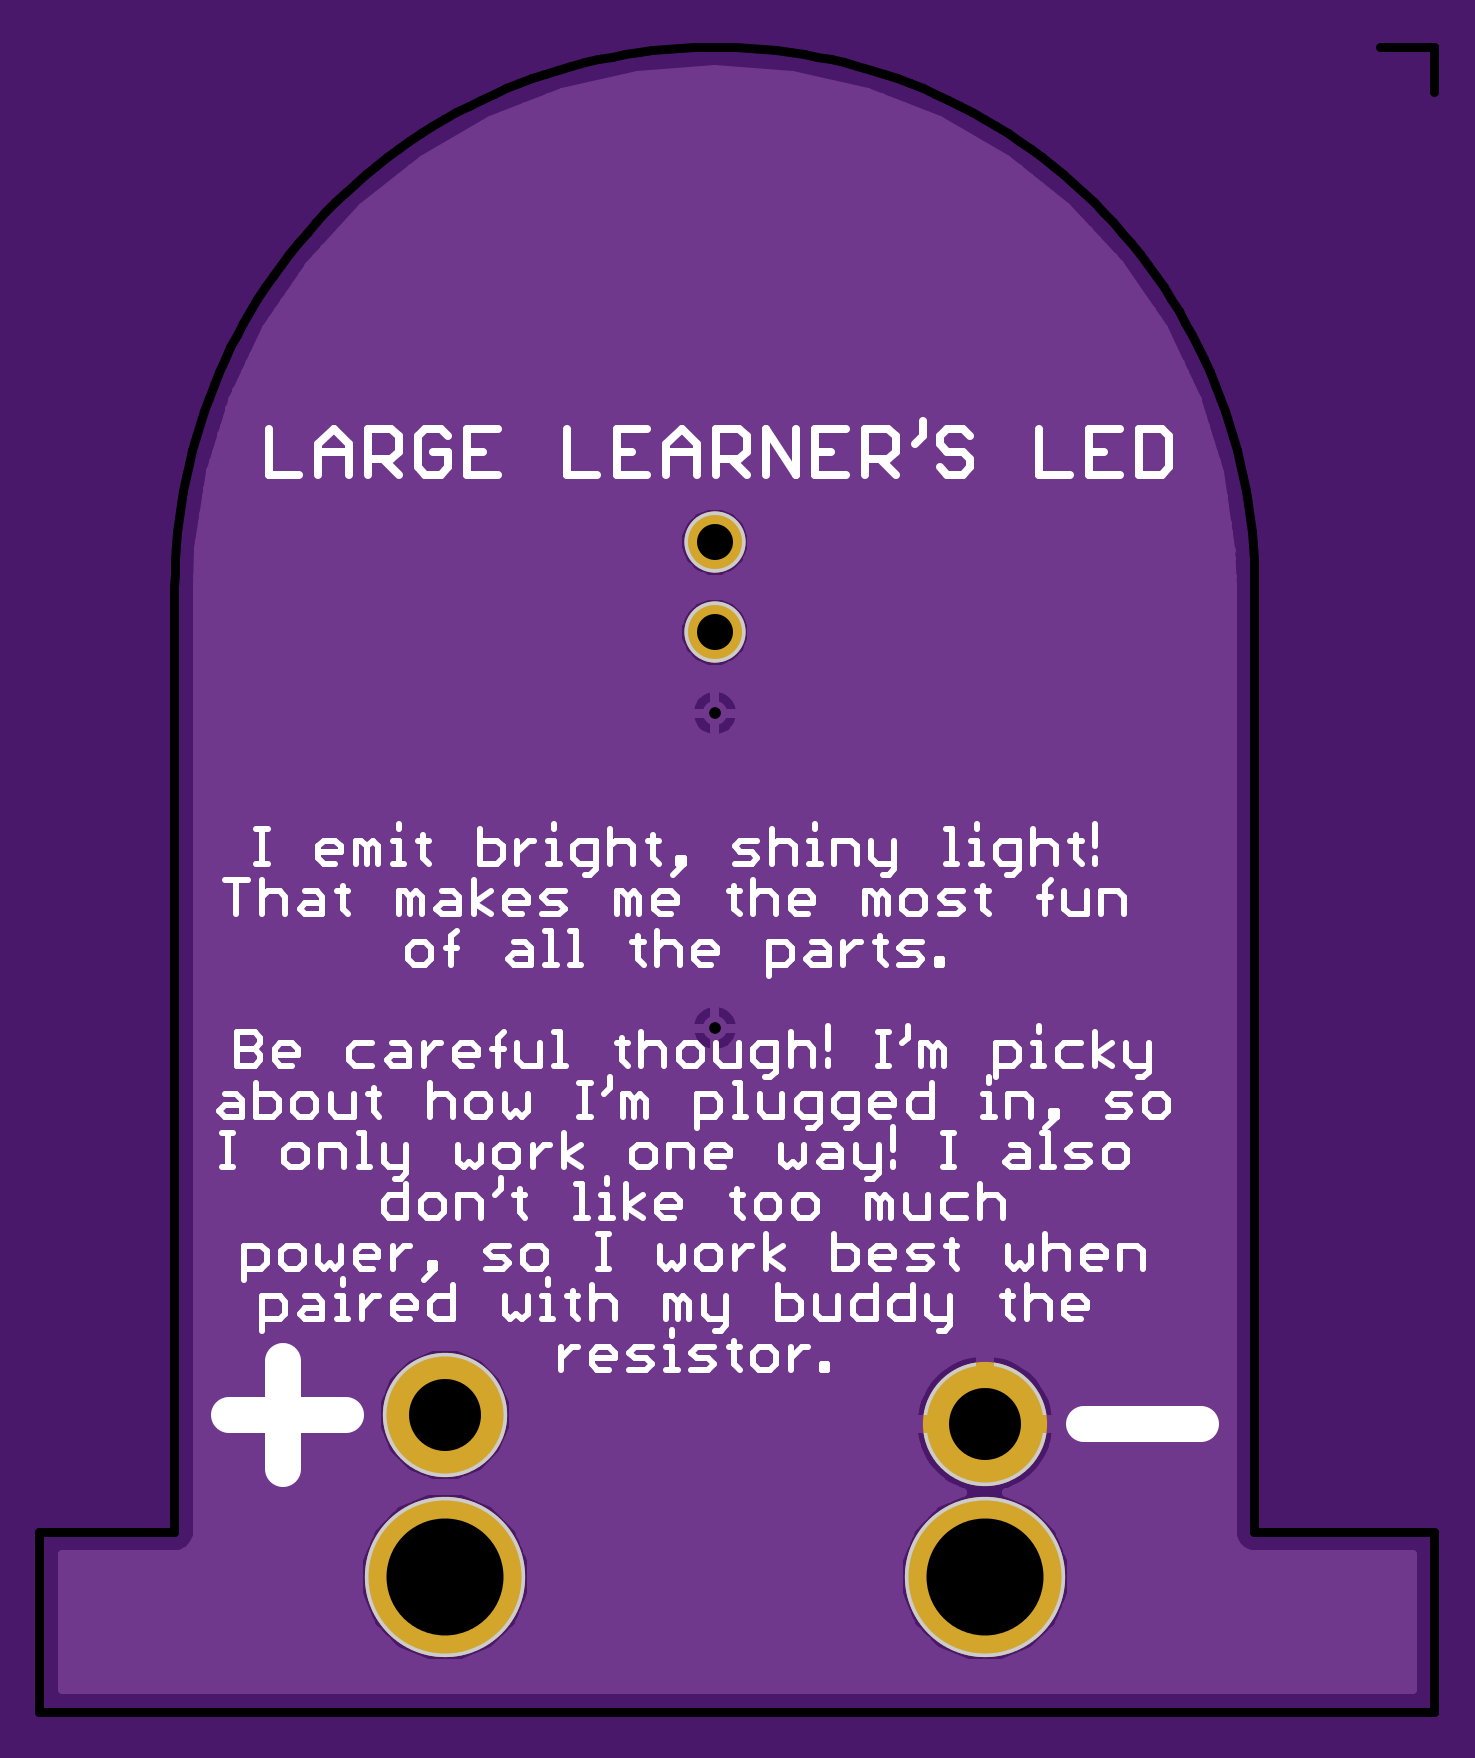 LARGE LEARNER'S LED
I emit bright, shiny light!
That makes me the most fun
of all the parts.
Be careful though! I'm picky
about how I'm plugged in, so
I only work one way! I also
don't like too much
power, so I work best when
paired with my buddy the
resistor.
+ -